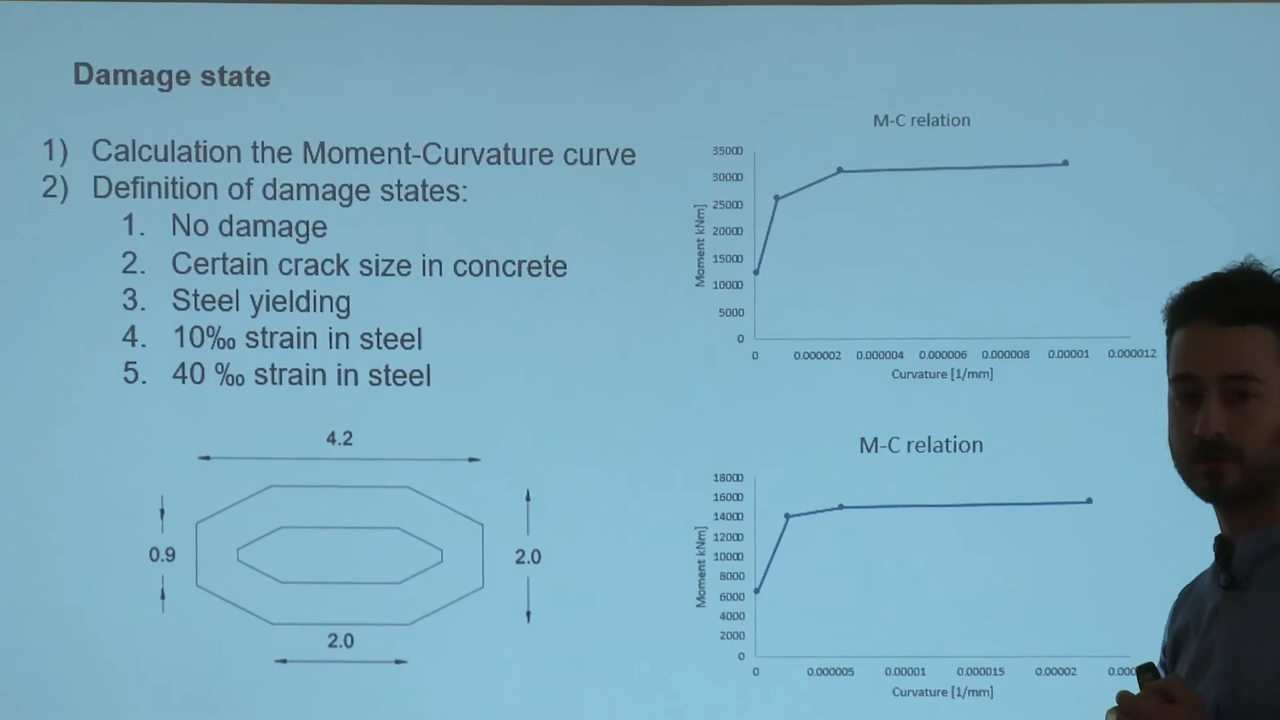 Damage state
1) Calculation the Moment-Curvature curve
2) Definition of damage states:
1. No damage
2. Certain crack size in concrete
3. Steel yielding
4. 10‰ strain in steel
5. 40 ‰ strain in steel
4.2
0.9
2.0
2.0
M-C relation
Moment kNm]
35000
30000
25000
20000
15000
10000
5000
0
0 0.000002 0.000004 0.000006 0.000008 0.00001 0.000012
Curvature [1/mm]
M-C relation
Moment kNm]
18000
16000
14000
12000
10000
8000
6000
4000
2000
0
0 0.000005 0.00001 0.000015 0.00002
Curvature [1/mm]